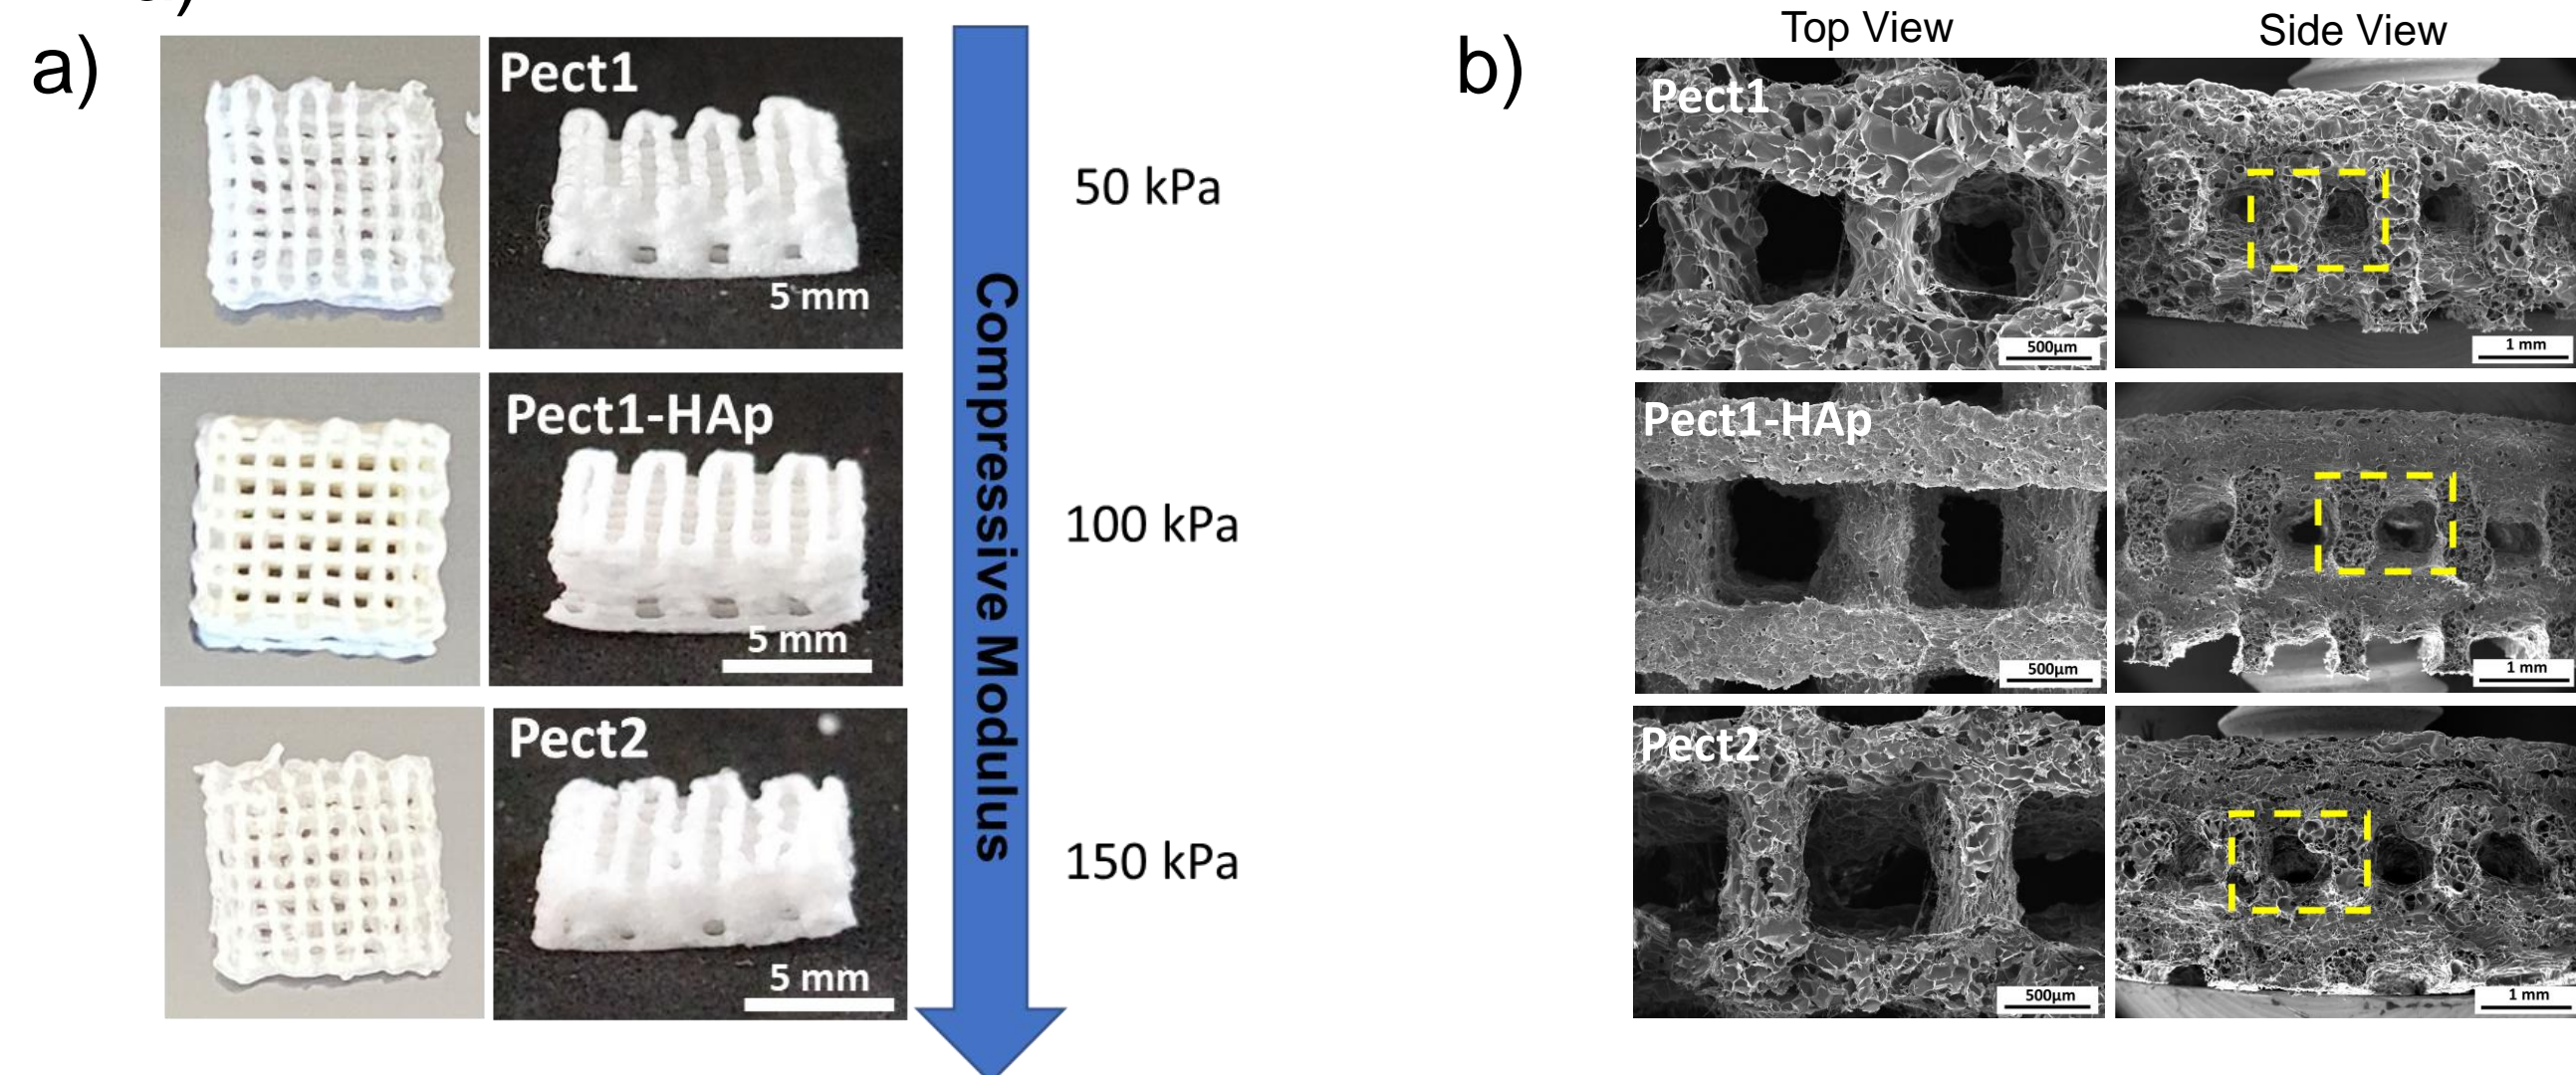 a)
Pect1
5 mm
50 kPa
Pect1-HAp
5 mm
100 kPa
Pect2
5 mm
150 kPa
Compressive Modulus
b)
Top View
Side View
Pect1
500µm
1 mm
Pect1-HAp
500µm
1 mm
Pect2
500µm
1 mm